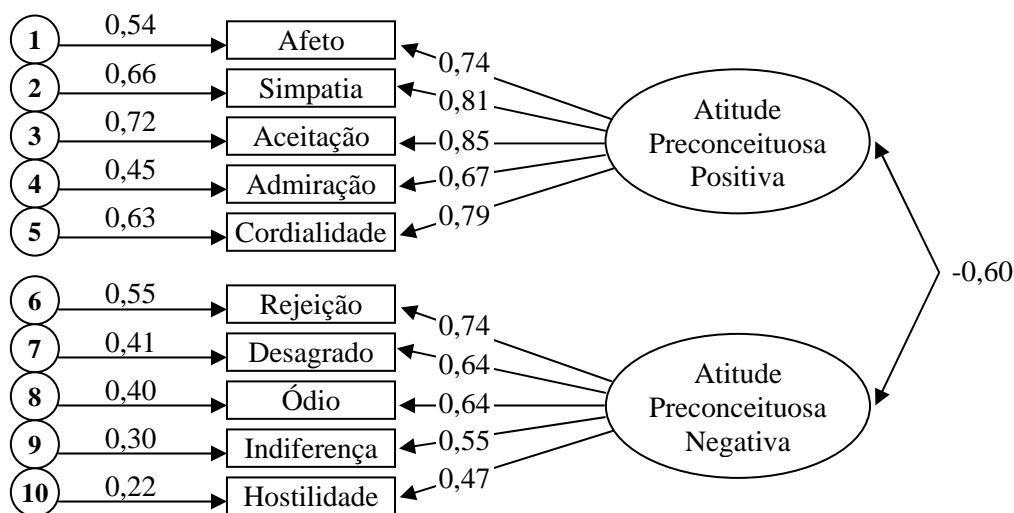 1 0,54 Afeto 0,74
2 0,66 Simpatia 0,81
3 0,72 Aceitação 0,85
4 0,45 Admiração 0,67
5 0,63 Cordialidade 0,79
Atitude
Preconceituosa
Positiva
-0,60
6 0,55 Rejeição 0,74
7 0,41 Desagrado 0,64
8 0,40 Ódio 0,64
9 0,30 Indiferença 0,55
10 0,22 Hostilidade 0,47
Atitude
Preconceituosa
Negativa